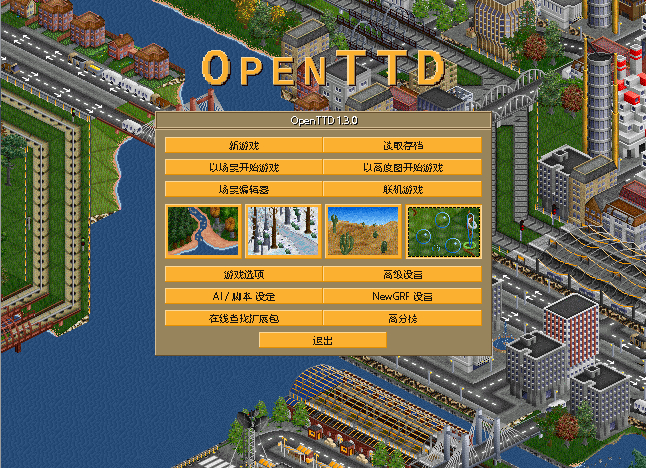 OPENTTD
OpenTTD 1.3.0
新游戏 读取存档
以场景开始游戏 以高度图开始游戏
场景编辑器 联机游戏
游戏选项 高级设置
AI / 脚本 设定 NewGRF 设置
在线查找扩展包 高分榜
退出